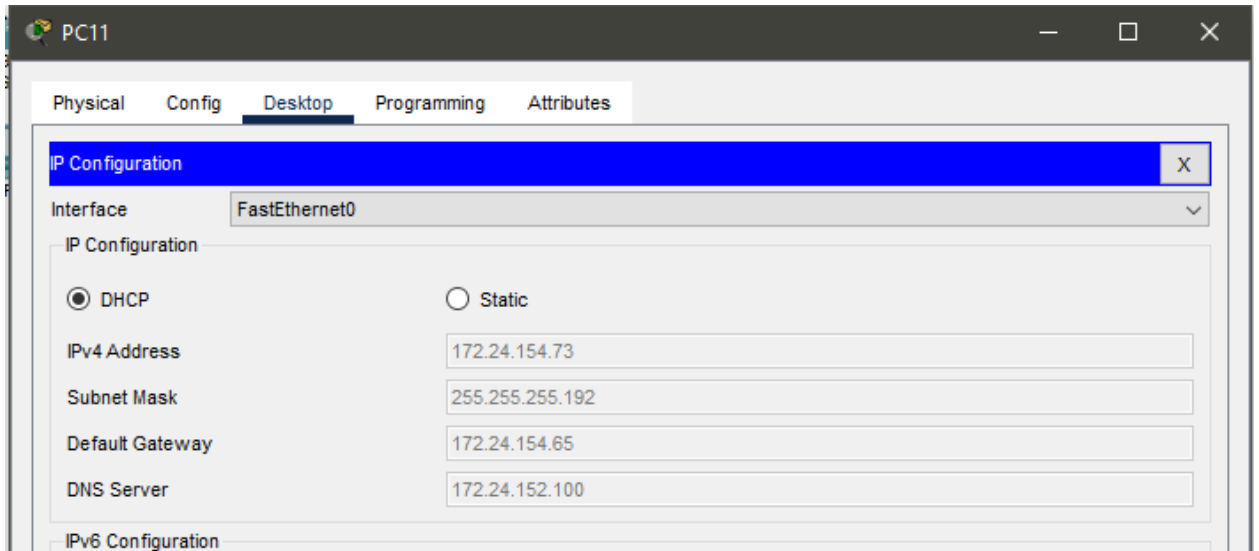 PC11
Physical Config Desktop Programming Attributes
IP Configuration X
Interface FastEthernet0
IP Configuration
DHCP Static
IPv4 Address 172.24.154.73
Subnet Mask 255.255.255.192
Default Gateway 172.24.154.65
DNS Server 172.24.152.100
IPv6 Configuration